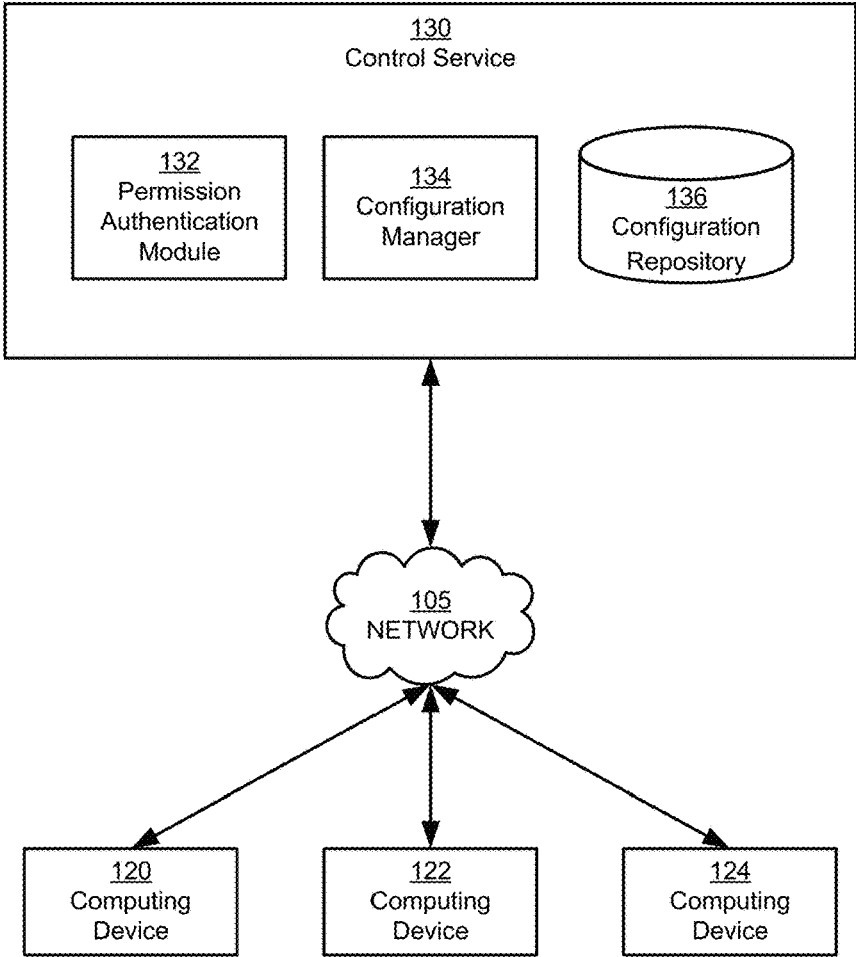 130
Control Service
132
Permission
Authentication
Module
134
Configuration
Manager
136
Configuration
Repository
105
NETWORK
120
Computing
Device
122
Computing
Device
124
Computing
Device